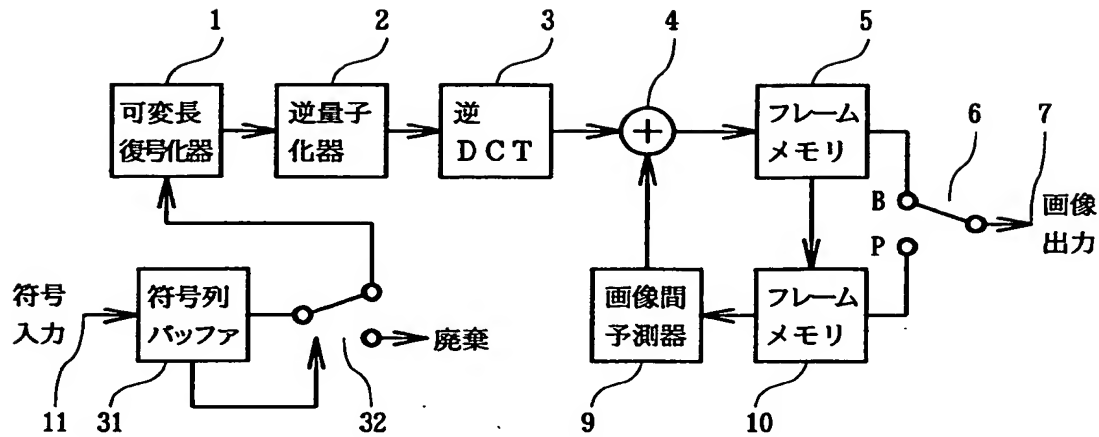 1
2
3
4
5
6
7
可変長
復号化器
逆量子
化器
逆
DCT
+
フレーム
メモリ
B
P
画像
出力
符号
入力
符号列
バッファ
廃棄
画像間
予測器
フレーム
メモリ
11
31
32
9
10